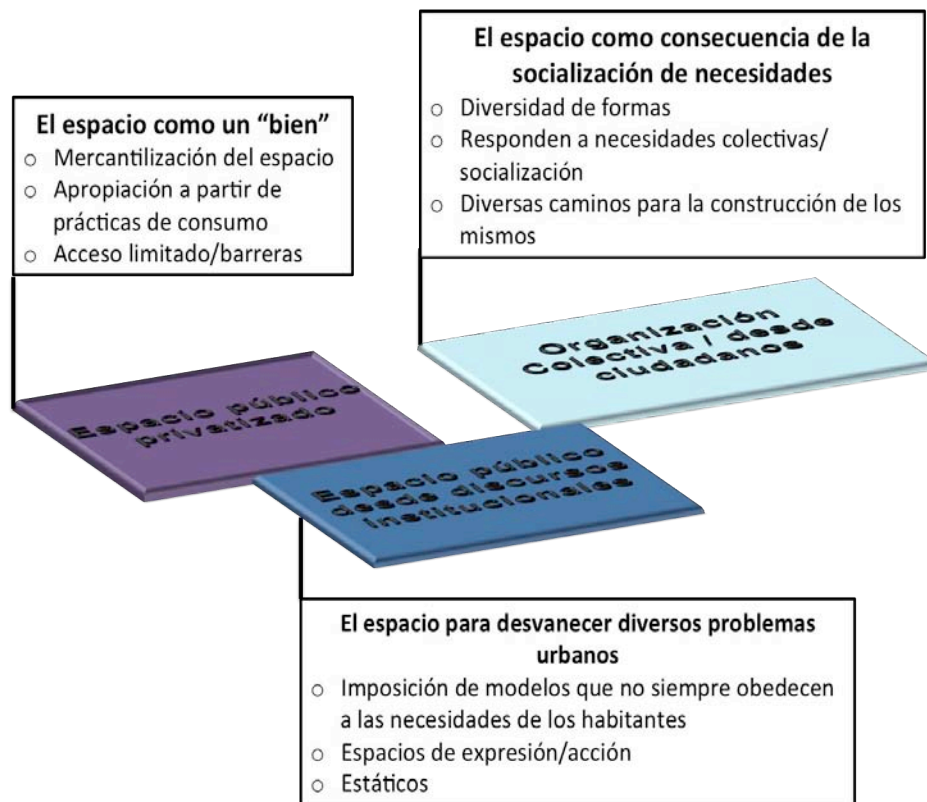 El espacio como consecuencia de la
socialización de necesidades
○ Diversidad de formas
○ Responden a necesidades colectivas/
socialización
○ Diversas caminos para la construcción de los
mismos
El espacio como un “bien”
○ Mercantilización del espacio
○ Apropiación a partir de
prácticas de consumo
○ Acceso limitado/barreras
Organización
Colectiva / desde
ciudadanos
Espacio público
privatizado
Espacio público
desde discursos
institucionales
El espacio para desvanecer diversos problemas
urbanos
○ Imposición de modelos que no siempre obedecen
a las necesidades de los habitantes
○ Espacios de expresión/acción
○ Estáticos